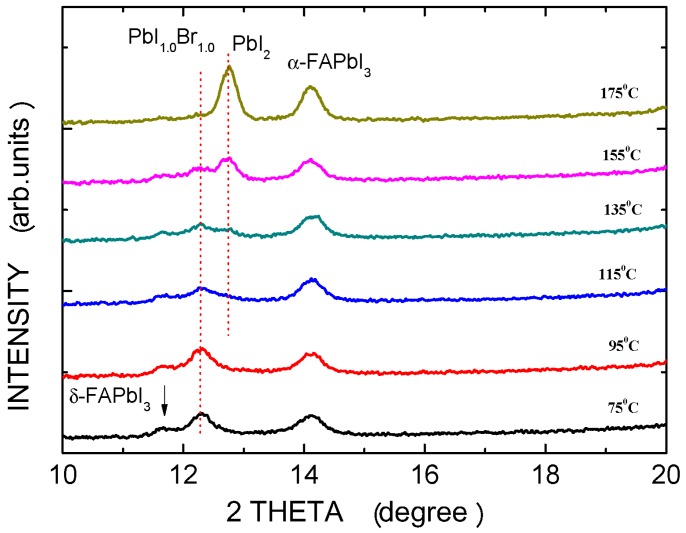 PbI1.0Br1.0 PbI2
α-FAPbI3
175⁰C
155⁰C
135⁰C
115⁰C
95⁰C
δ-FAPbI3
75⁰C
INTENSITY (arb.units)
10 12 14 16 18 20
2 THETA (degree)